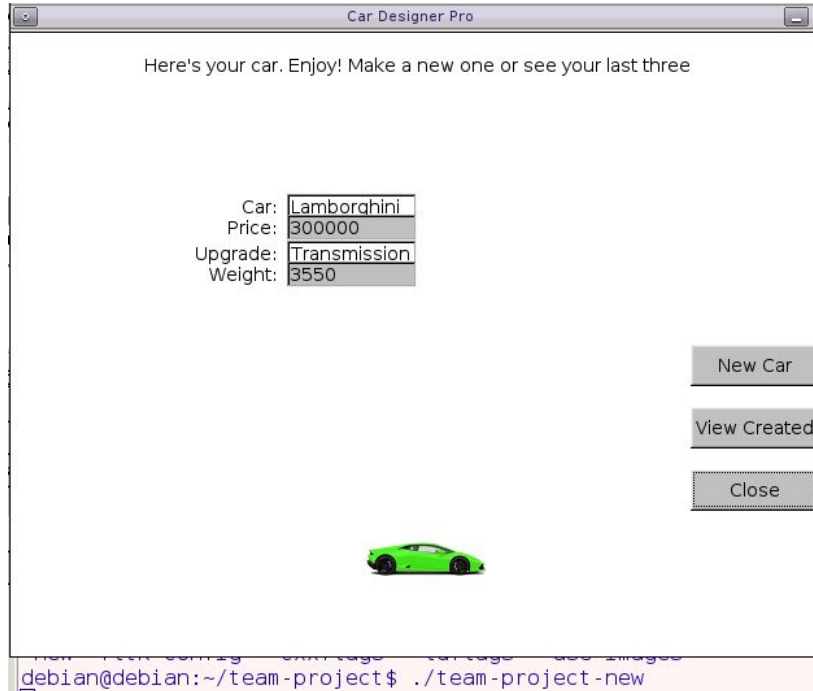 Car Designer Pro
Here's your car. Enjoy! Make a new one or see your last three
Car: Lamborghini
Price: 300000
Upgrade: Transmission
Weight: 3550
New Car
View Created
Close
debian@debian:~/team-project$ ./team-project-new